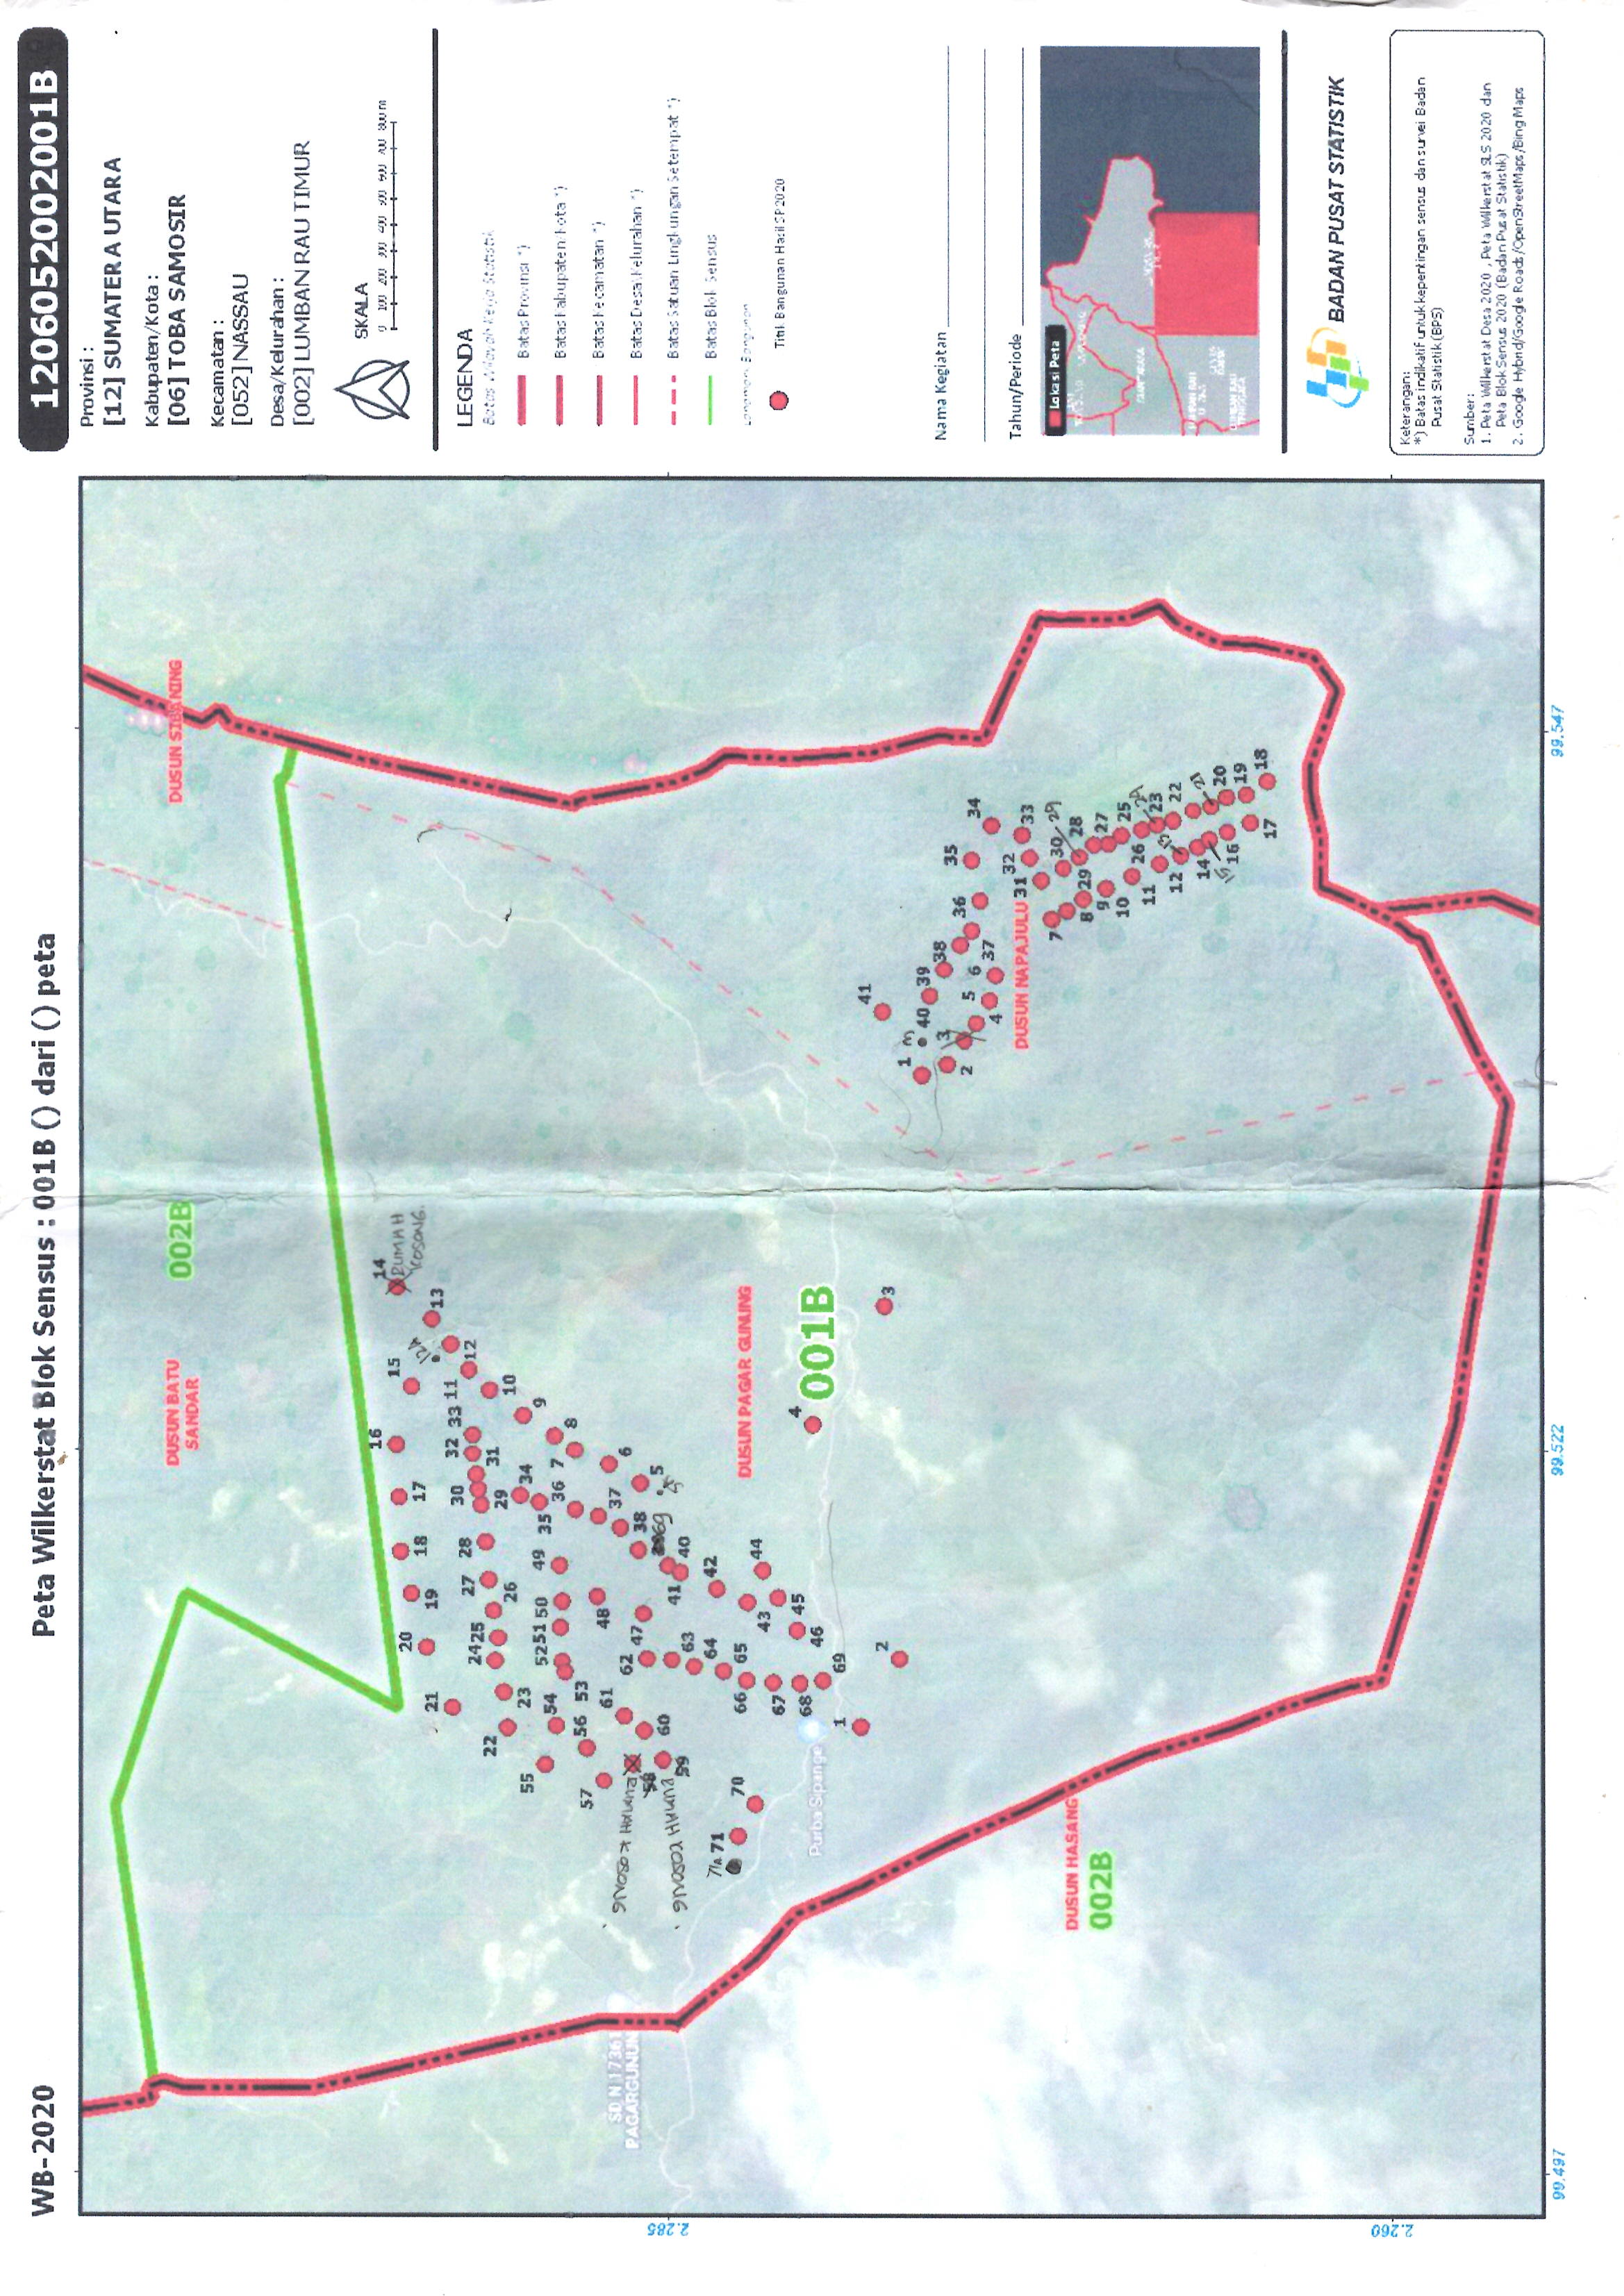 WB-2020
Peta Wilkerstat Blok Sensus : 001B () dari () peta
1206052002001B
Provinsi :
[12] SUMATERA UTARA
Kabupaten/Kota :
[06] TOBA SAMOSIR
Kecamatan :
[052] NASSAU
Desa/Kelurahan :
[002] LUMBAN RAU TIMUR
SKALA
0 100 200 300 400 500 600 700 800 m
LEGENDA
Batas Wilayah Kerja Statistik
Batas Provinsi *)
Batas Kabupaten/Kota *)
Batas Kecamatan *)
Batas Desa/Kelurahan *)
Batas Satuan Lingkungan Setempat *)
Batas Blok Sensus
Landmark Bangunan
Titik Bangunan Hasil SP2020
Nama Kegiatan
Tahun/Periode
Lokasi Peta
BADAN PUSAT STATISTIK
Keterangan:
*) Batas indikatif untuk kepentingan sensus dan survei Badan
Pusat Statistik (BPS)
Sumber:
1. Peta Wilkerstat Desa 2020 , Peta Wilkerstat SLS 2020 dan
Peta Blok Sensus 2020 (Badan Pusat Statistik)
2. Google Hybrid/Google Roads/OpenStreetMaps/Bing Maps
DUSUN BATU
SANDAR
002B
DUSUN SIBANING
16
14
RUMAH
KOSONG
20
15
12A
19
18
17
13
21
24 25
27
28
30
32
33
11
12
22
23
26
31
29
10
55
34
54
52 51 50
49
35
9
57
56
53
36
7
8
61
48
37
6
SD N 17361
PAGARGUNUN
RUMAH KOSONG
58
62
47
38
5
5A
60
RUMAH KOSONG
59
69
41
40
63
71A
71
64
42
70
66
65
DUSUN PAGAR GUNUNG
43
44
67
68
45
4
001B
Purba Sipange
46
69
1
2
3
41
1
3
40
39
38
3
2
5
6
36
35
34
4
37
DUSUN NAPAJULU
31
32
33
7
30
29
8
29
28
9
27
10
25
26
24
11
23
12
13
22
14
21
15
16
20
19
17
18
DUSUN HASANG
002B
2.285
2.260
99.497
99.522
99.547